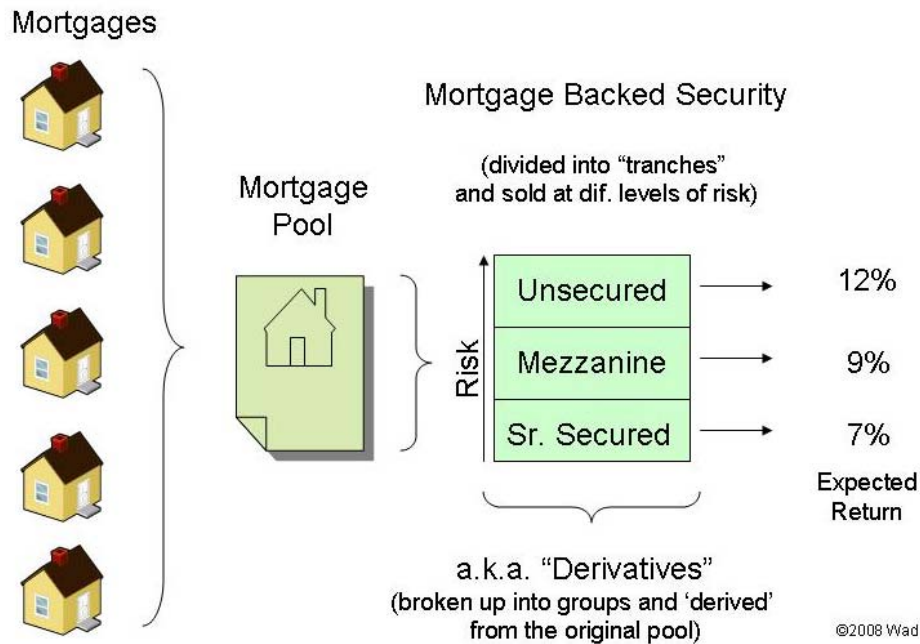 Mortgages
Mortgage Backed Security
(divided into “tranches”
and sold at dif. levels of risk)
Mortgage
Pool
Risk
Unsecured
12%
Mezzanine
9%
Sr. Secured
7%
Expected
Return
a.k.a. “Derivatives”
(broken up into groups and ‘derived’
from the original pool)
©2008 Wad